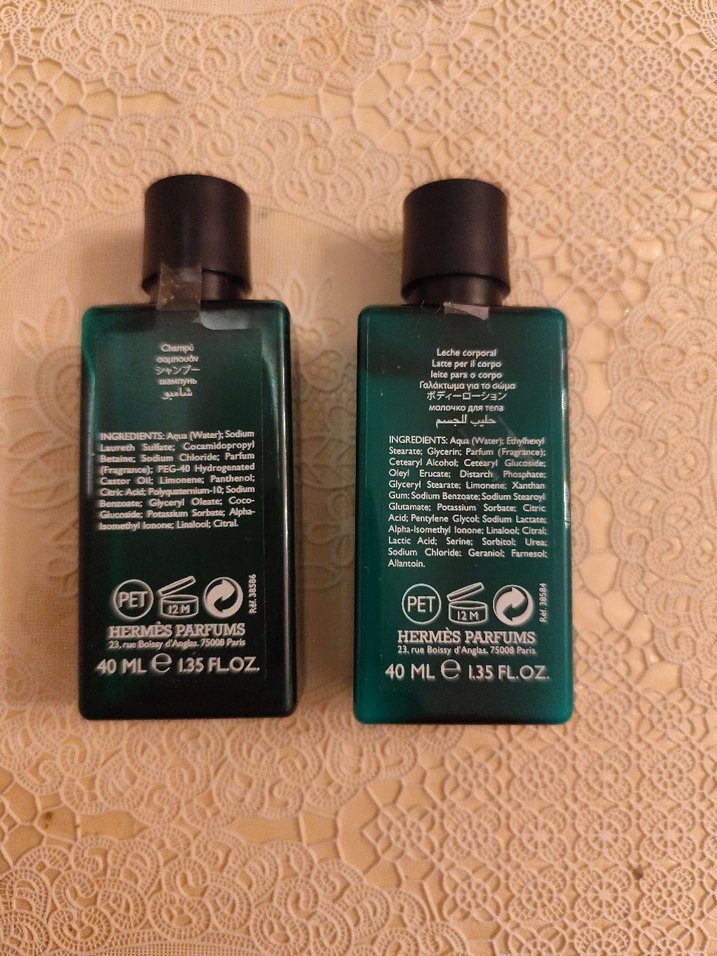 Champú
σαμπουάν
シャンプー
шампунь
شامبو
INGREDIENTS: Aqua (Water); Sodium
Laureth Sulfate; Cocamidopropyl
Betaine; Sodium Chloride; Parfum
(Fragrance); PEG-40 Hydrogenated
Castor Oil; Limonene; Panthenol;
Citric Acid; Polyquaternium-10; Sodium
Benzoate; Glyceryl Oleate; Coco-
Glucoside; Potassium Sorbate; Alpha-
Isomethyl Ionone; Linalool; Citral.
PET
12 M
Réf. 38586
HERMÈS PARFUMS
23, rue Boissy d'Anglas. 75008 Paris
40 ML e 1.35 FL.OZ.
Leche corporal
Latte per il corpo
leite para o corpo
Γαλάκτωμα για το σώμα
ボディーローション
молочко для тела
حليب للجسم
INGREDIENTS: Aqua (Water); Ethylhexyl
Stearate; Glycerin; Parfum (Fragrance);
Cetearyl Alcohol; Cetearyl Glucoside;
Oleyl Erucate; Distarch Phosphate;
Glyceryl Stearate; Limonene; Xanthan
Gum; Sodium Benzoate; Sodium Stearoyl
Glutamate; Potassium Sorbate; Citric
Acid; Pentylene Glycol; Sodium Lactate;
Alpha-Isomethyl Ionone; Linalool; Citral;
Lactic Acid; Serine; Sorbitol; Urea;
Sodium Chloride; Geraniol; Farnesol;
Allantoin.
PET
12 M
Réf. 38584
HERMÈS PARFUMS
23, rue Boissy d'Anglas. 75008 Paris
40 ML e 1.35 FL.OZ.